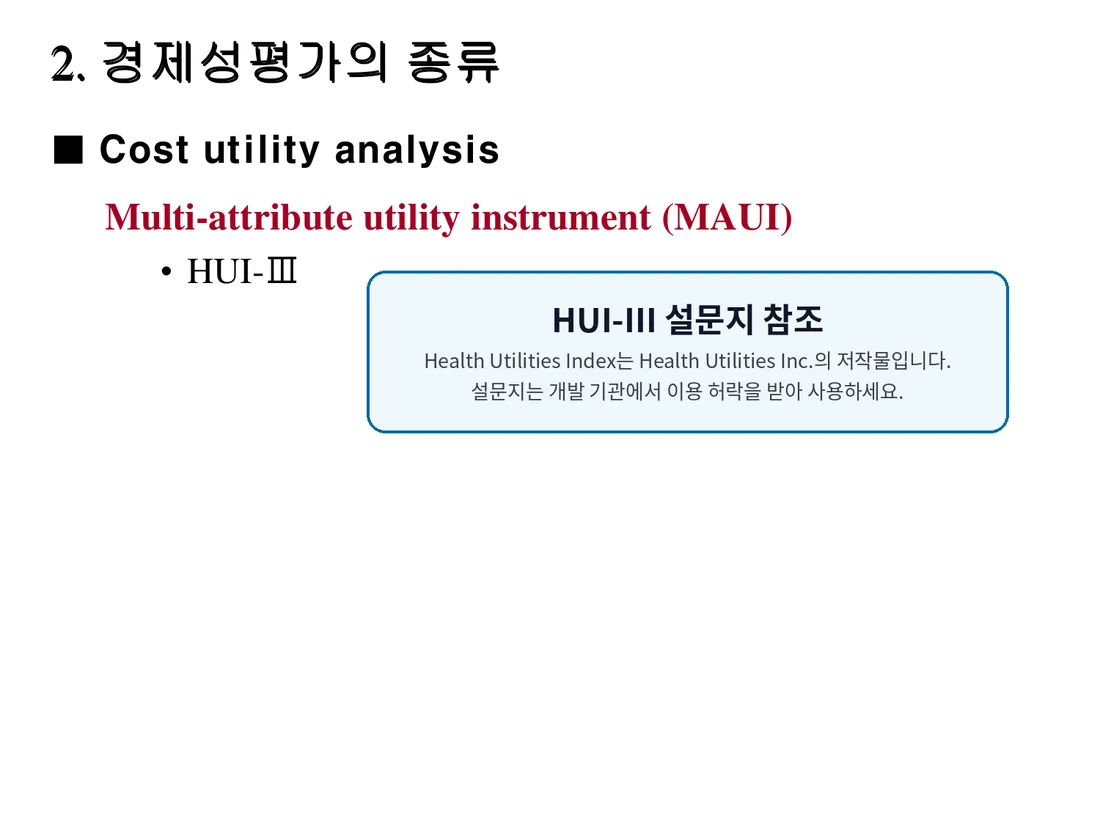 2. 경제성평가의 종류
■ Cost utility analysis
Multi-attribute utility instrument (MAUI)
• HUI-Ⅲ
HUI-III 설문지 참조
Health Utilities Index는 Health Utilities Inc.의 저작물입니다.
설문지는 개발 기관에서 이용 허락을 받아 사용하세요.